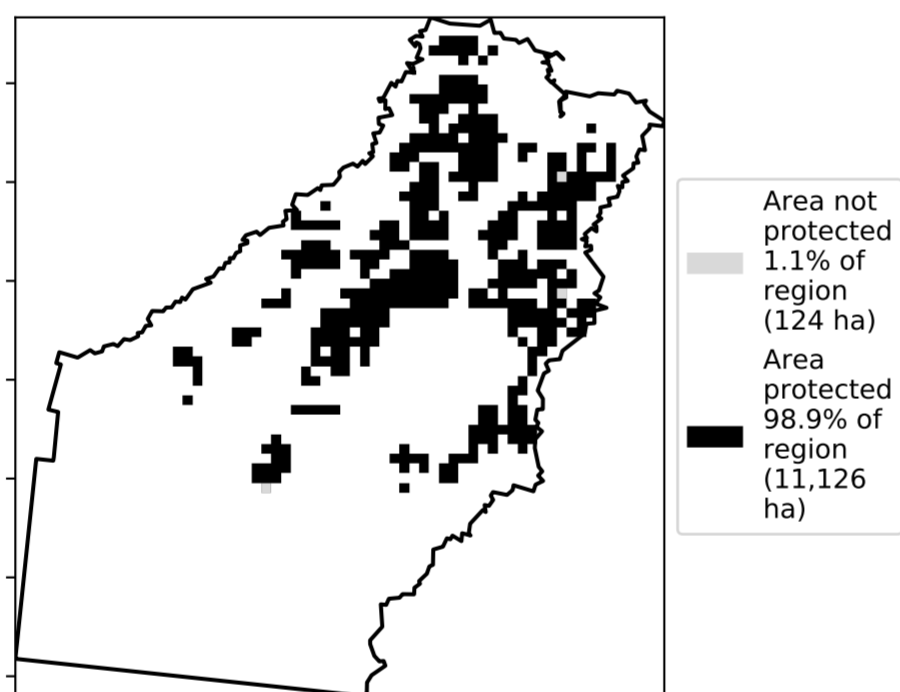 Area not
protected
1.1% of
region
(124 ha)
Area
protected
98.9% of
region
(11,126
ha)